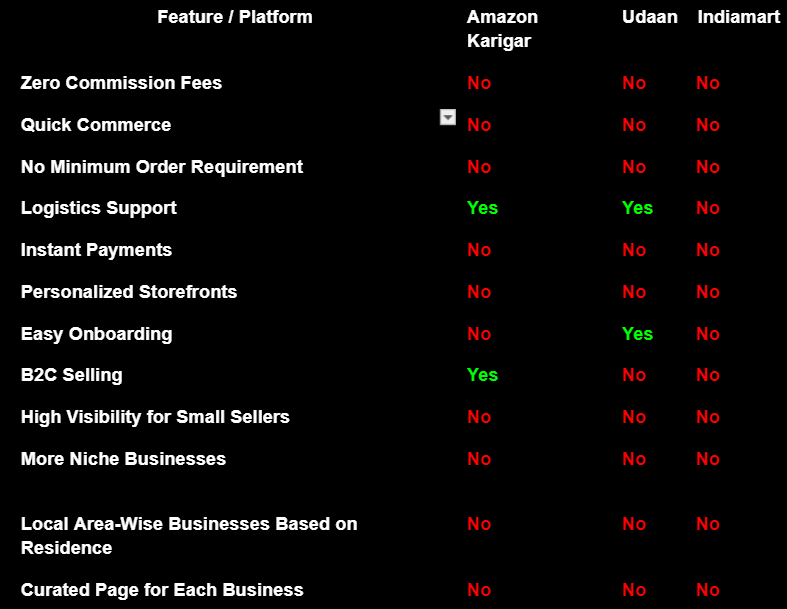 Feature / Platform Amazon Karigar Udaan Indiamart
Zero Commission Fees No No No
Quick Commerce No No No
No Minimum Order Requirement No No No
Logistics Support Yes Yes No
Instant Payments No No No
Personalized Storefronts No No No
Easy Onboarding No Yes No
B2C Selling Yes No No
High Visibility for Small Sellers No No No
More Niche Businesses No No No
Local Area-Wise Businesses Based on Residence No No No
Curated Page for Each Business No No No